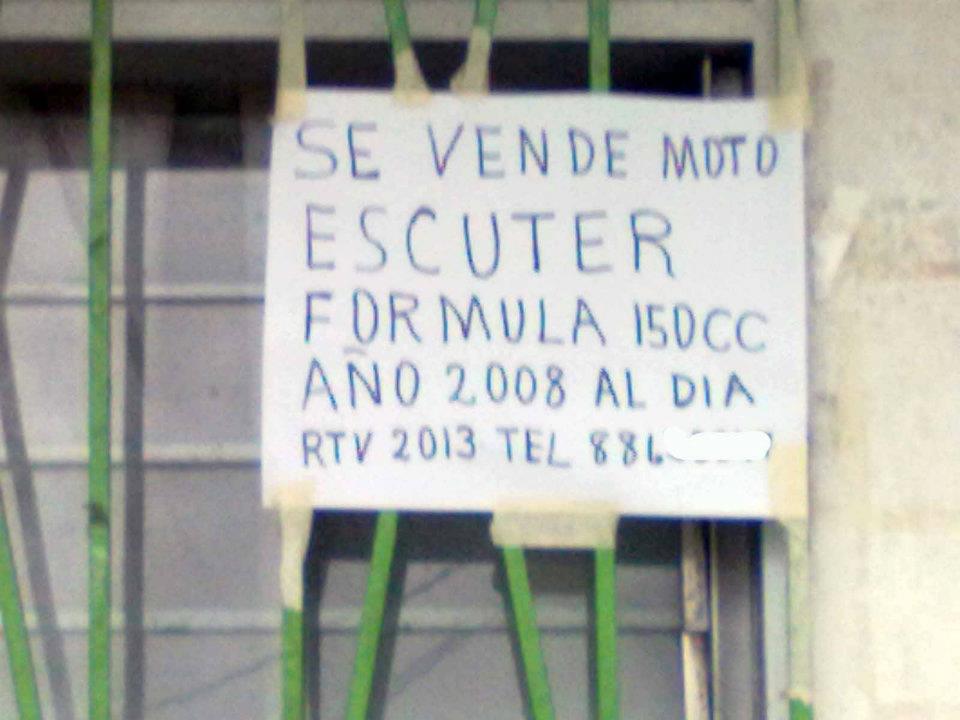 SE VENDE MOTO
ESCUTER
FORMULA 150CC
AÑO 2008 AL DIA
RTV 2013 TEL